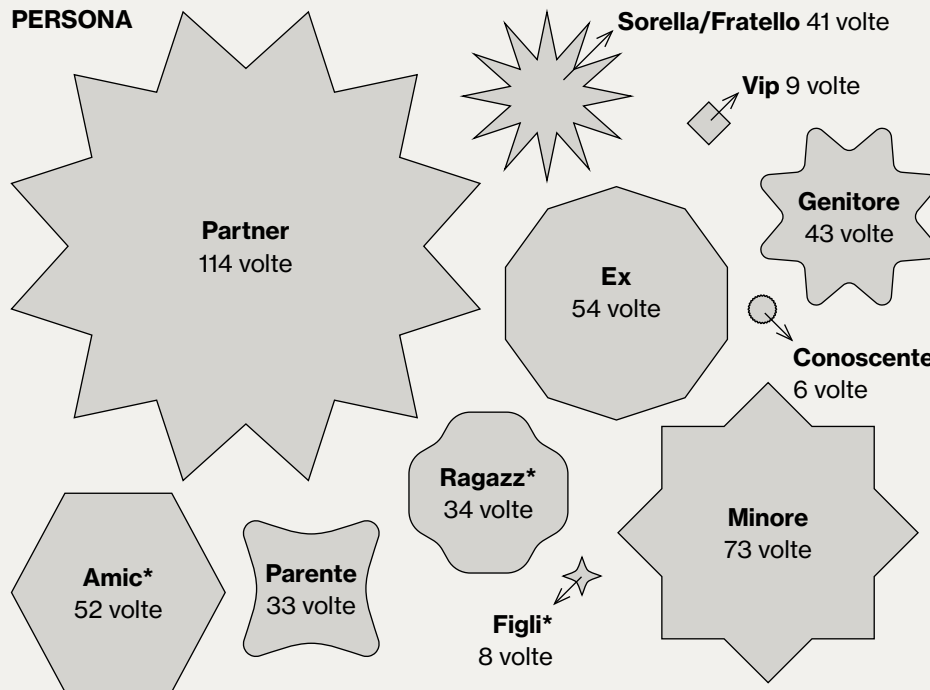 PERSONA
Sorella/Fratello 41 volte
Vip 9 volte
Genitore
43 volte
Partner
114 volte
Ex
54 volte
Conoscente
6 volte
Ragazz*
34 volte
Minore
73 volte
Amic*
52 volte
Parente
33 volte
Figli*
8 volte